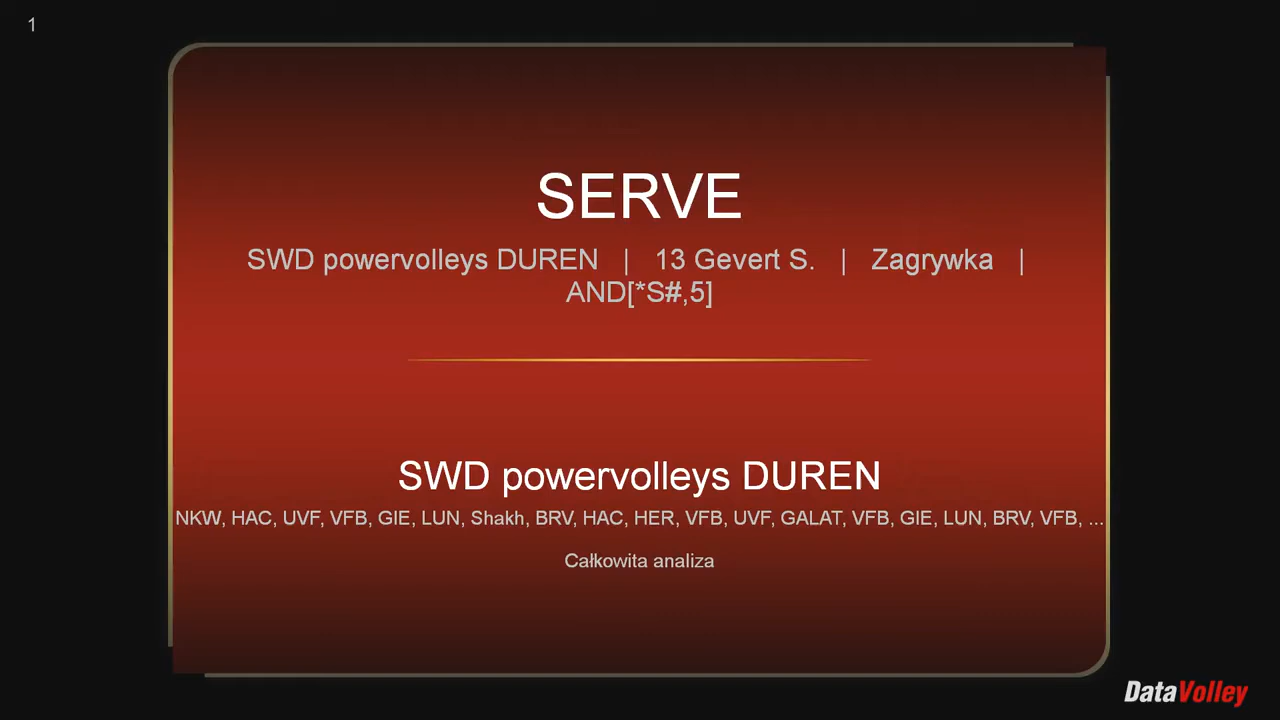 1
SERVE
SWD powervolleys DUREN | 13 Gevert S. | Zagrywka |
AND[*S#,5]
SWD powervolleys DUREN
NKW, HAC, UVF, VFB, GIE, LUN, Shakh, BRV, HAC, HER, VFB, UVF, GALAT, VFB, GIE, LUN, BRV, VFB, ...
Całkowita analiza
DataVolley